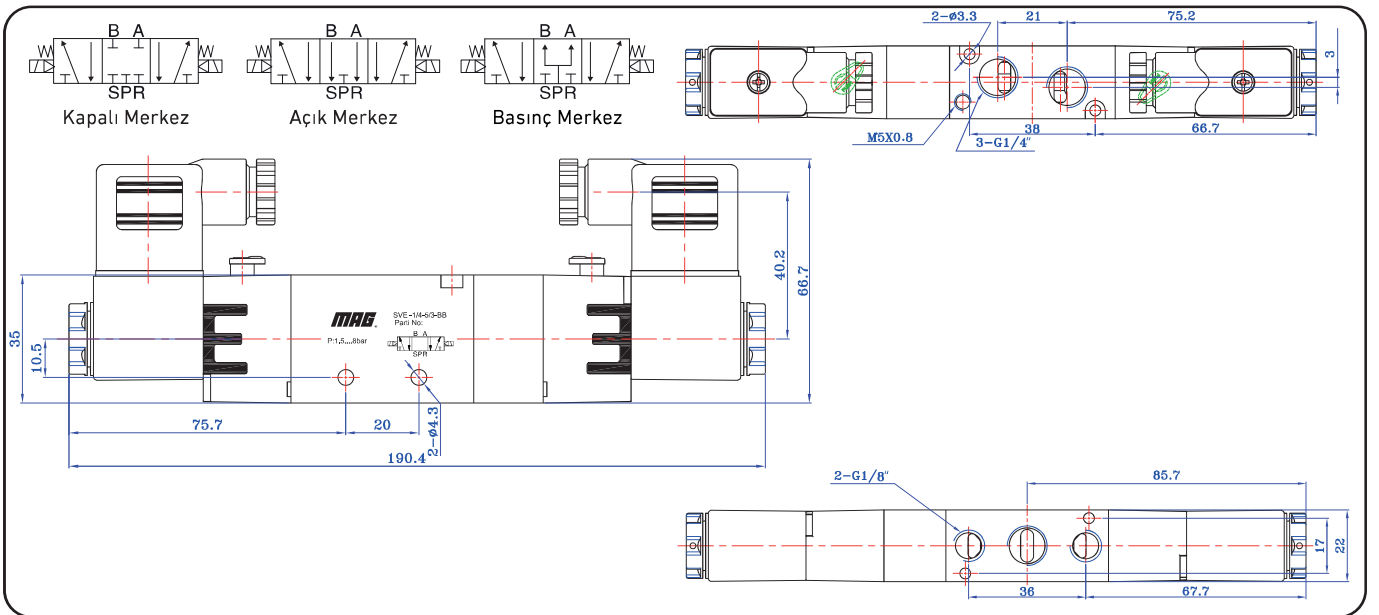 B A
SPR
Kapalı Merkez
B A
SPR
Açık Merkez
B A
SPR
Basınç Merkez
2-ø3.3
21
75.2
3
M5X0.8
38
3-G1/4"
66.7
40.2
66.7
35
10.5
MAG
SVE-1/4-5/3-BB
Parti No:
P:1,5....8bar
B A
SPR
75.7
20
2-ø4.3
190.4
2-G1/8"
85.7
17
22
36
67.7